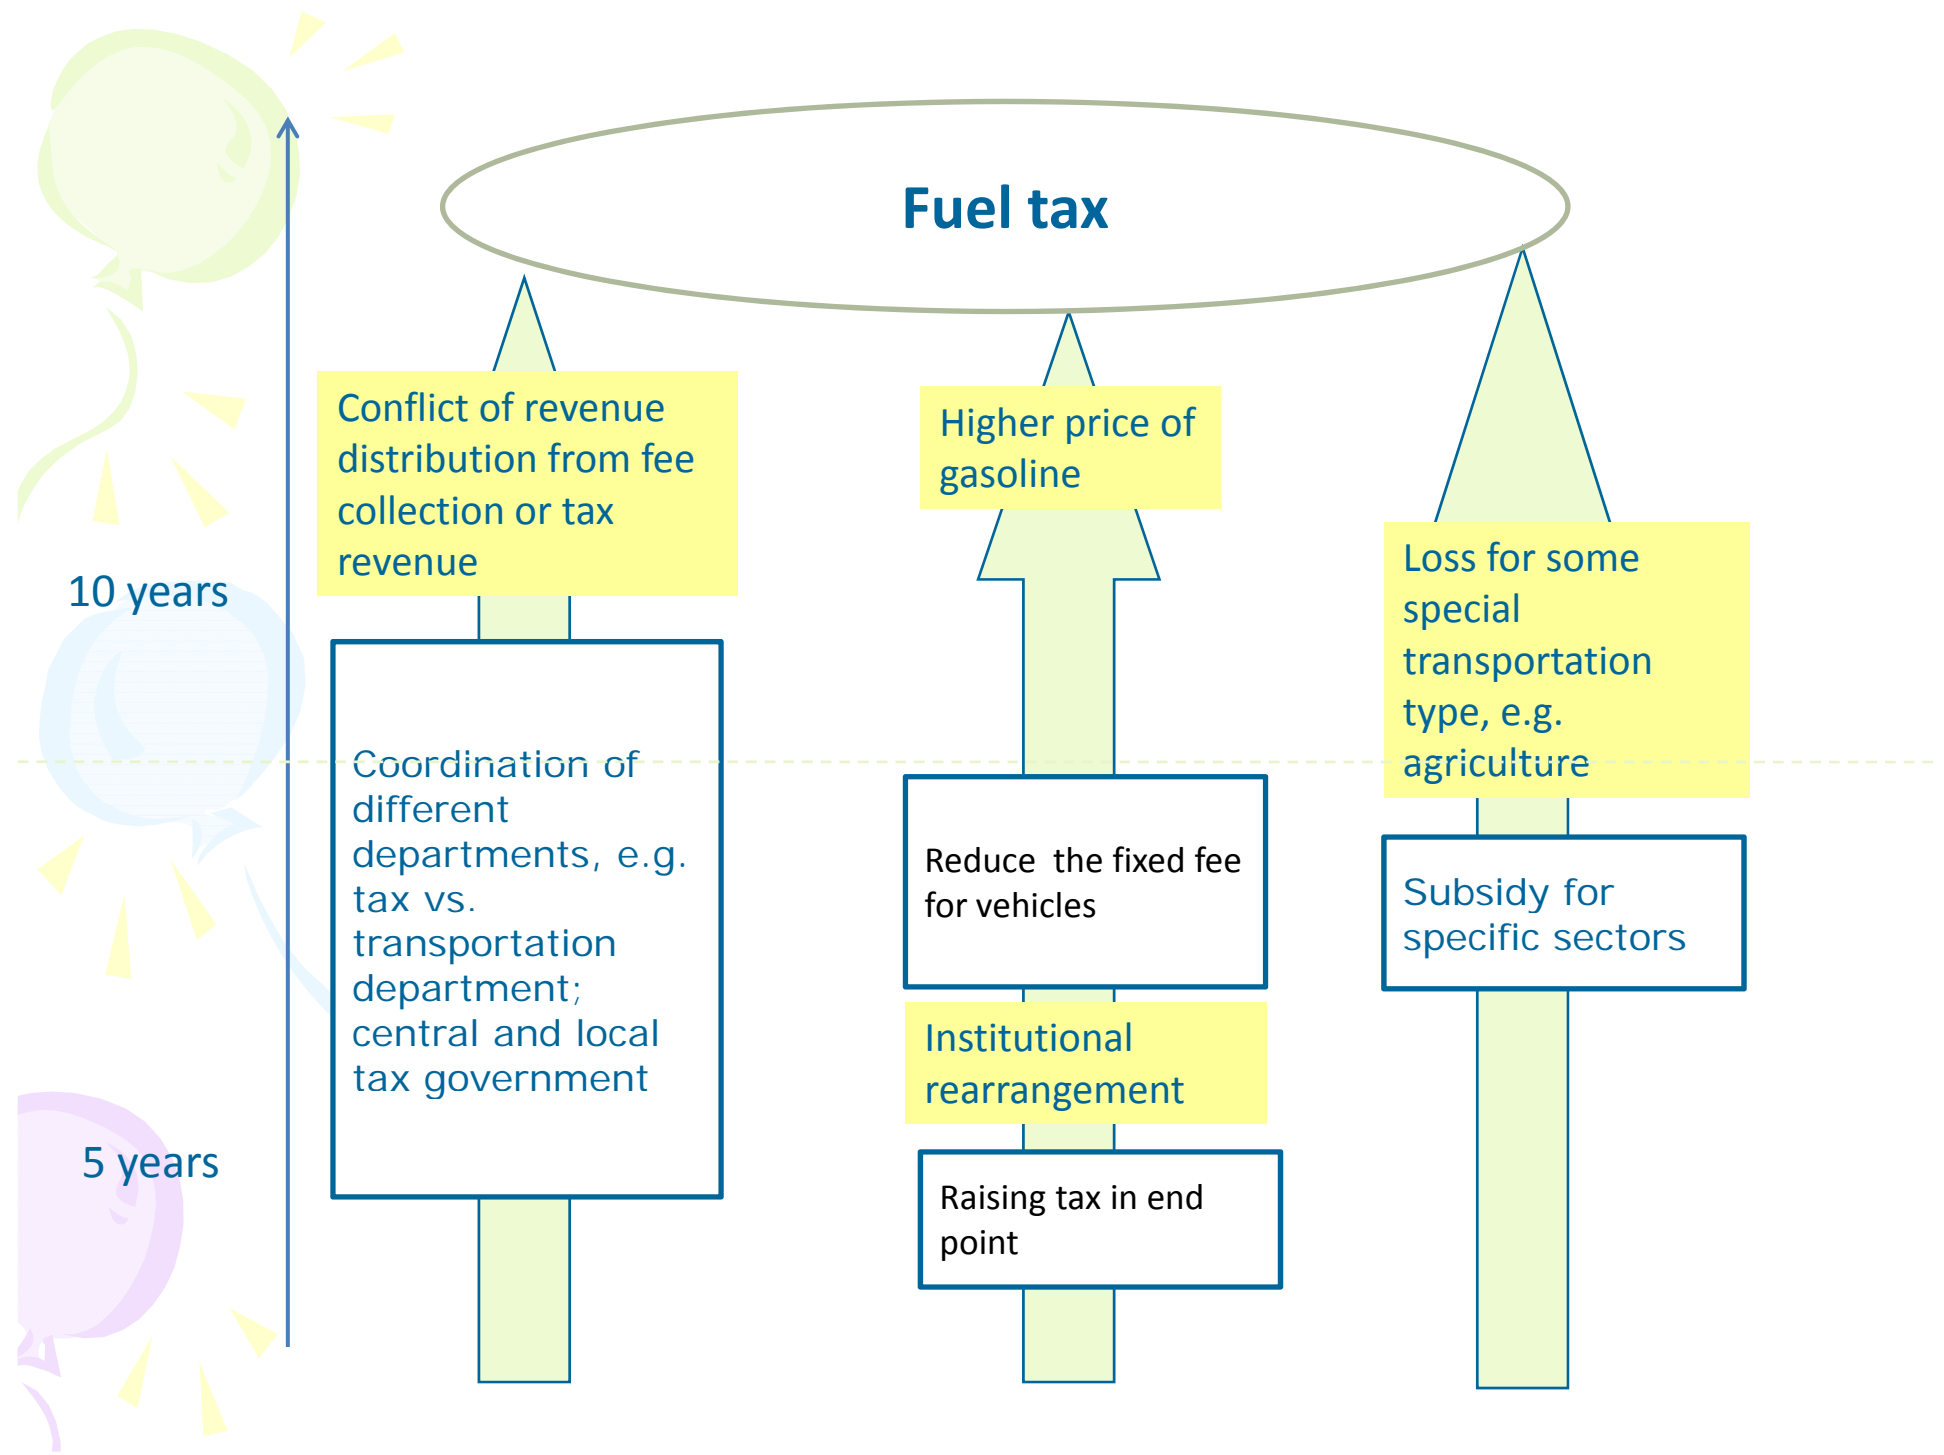 Fuel tax
Conflict of revenue
distribution from fee
collection or tax
revenue
Higher price of
gasoline
Loss for some
special
transportation
type, e.g.
agriculture
10 years
Coordination of
different
departments, e.g.
tax vs.
transportation
department;
central and local
tax government
Reduce  the fixed fee
for vehicles
Subsidy for
specific sectors
Institutional
rearrangement
5 years
Raising tax in end
point